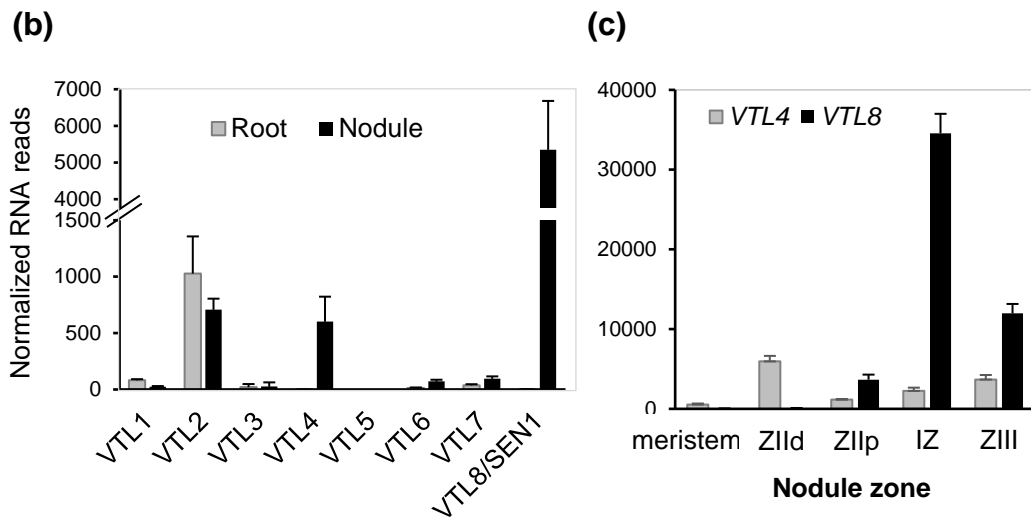 (b)
Normalized RNA reads
7000
6000
5000
4000
1500
1000
500
0
Root Nodule
VTL1
VTL2
VTL3
VTL4
VTL5
VTL6
VTL7
VTL8/SEN1
(c)
40000
30000
20000
10000
0
VTL4 VTL8
meristem ZIId ZIIp IZ ZIII
Nodule zone